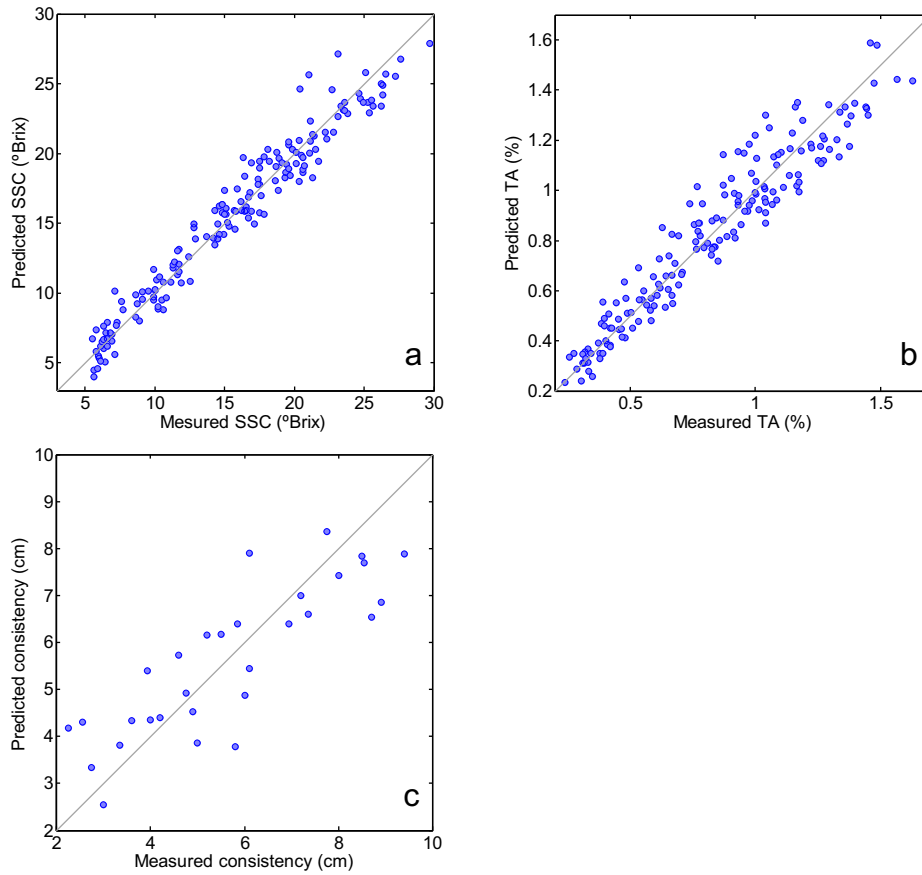 30
25
20
15
10
5
Predicted SSC (ºBrix)
a
5 10 15 20 25 30
Mesured SSC (ºBrix)
1.6
1.4
1.2
1
0.8
0.6
0.4
0.2
Predicted TA (%)
b
0.5 1 1.5
Measured TA (%)
10
9
8
7
6
5
4
3
2
Predicted consistency (cm)
c
2 4 6 8 10
Measured consistency (cm)